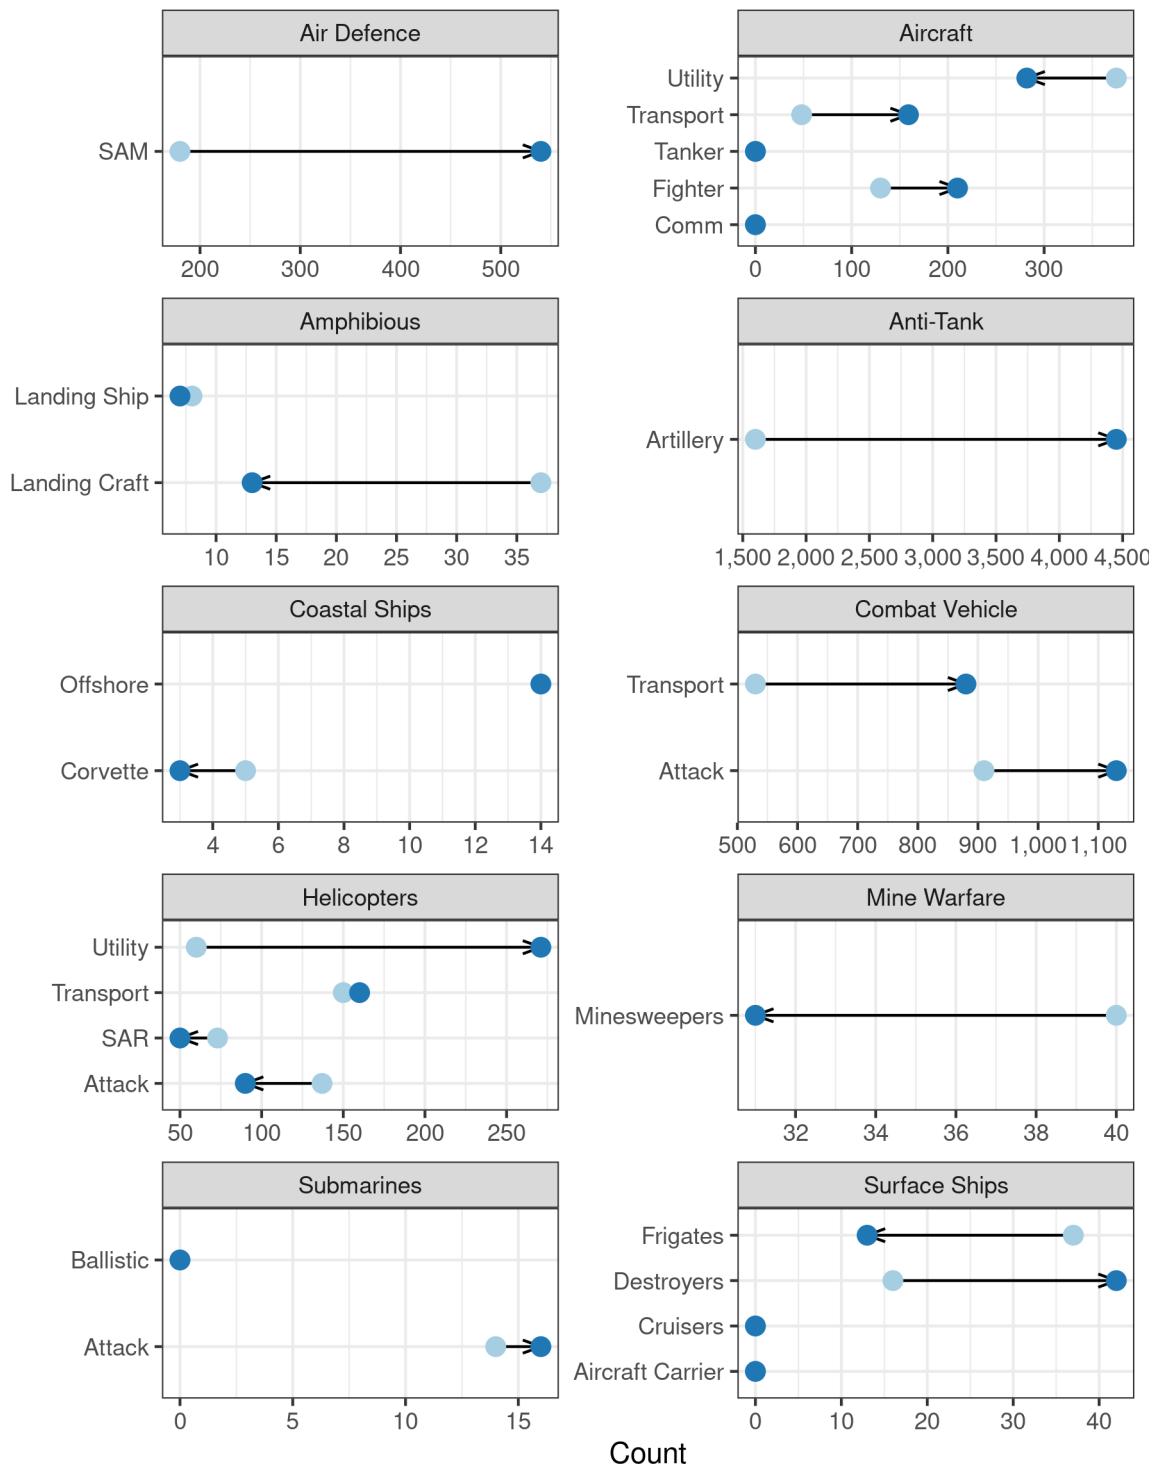 Air Defence
SAM
200 300 400 500
Aircraft
Utility
Transport
Tanker
Fighter
Comm
0 100 200 300
Amphibious
Landing Ship
Landing Craft
10 15 20 25 30 35
Anti-Tank
Artillery
1,500 2,000 2,500 3,000 3,500 4,000 4,500
Coastal Ships
Offshore
Corvette
4 6 8 10 12 14
Combat Vehicle
Transport
Attack
500 600 700 800 900 1,000 1,100
Helicopters
Utility
Transport
SAR
Attack
50 100 150 200 250
Mine Warfare
Minesweepers
32 34 36 38 40
Submarines
Ballistic
Attack
0 5 10 15
Surface Ships
Frigates
Destroyers
Cruisers
Aircraft Carrier
0 10 20 30 40
Count